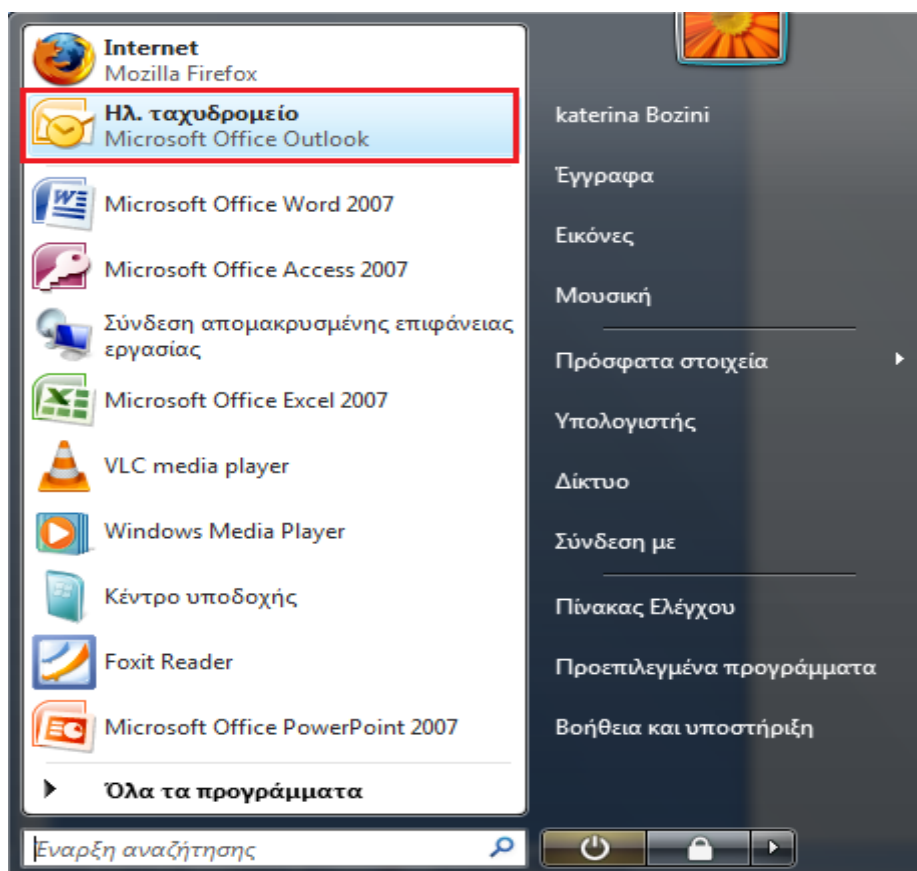 Internet
Mozilla Firefox
Ηλ. ταχυδρομείο
Microsoft Office Outlook
Microsoft Office Word 2007
Microsoft Office Access 2007
Σύνδεση απομακρυσμένης επιφάνειας
εργασίας
Microsoft Office Excel 2007
VLC media player
Windows Media Player
Κέντρο υποδοχής
Foxit Reader
Microsoft Office PowerPoint 2007
Όλα τα προγράμματα
Έναρξη αναζήτησης
katerina Bozini
Έγγραφα
Εικόνες
Μουσική
Πρόσφατα στοιχεία
Υπολογιστής
Δίκτυο
Σύνδεση με
Πίνακας Ελέγχου
Προεπιλεγμένα προγράμματα
Βοήθεια και υποστήριξη